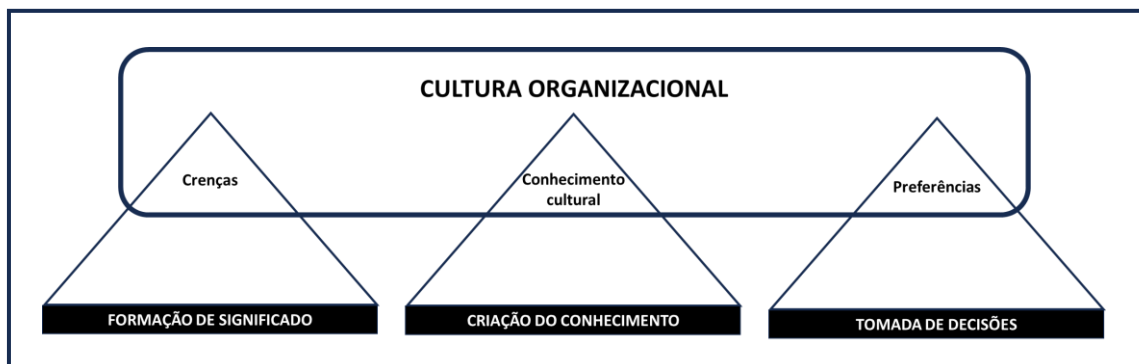 CULTURA ORGANIZACIONAL
Crenças
Conhecimento
cultural
Preferências
FORMAÇÃO DE SIGNIFICADO
CRIAÇÃO DO CONHECIMENTO
TOMADA DE DECISÕES